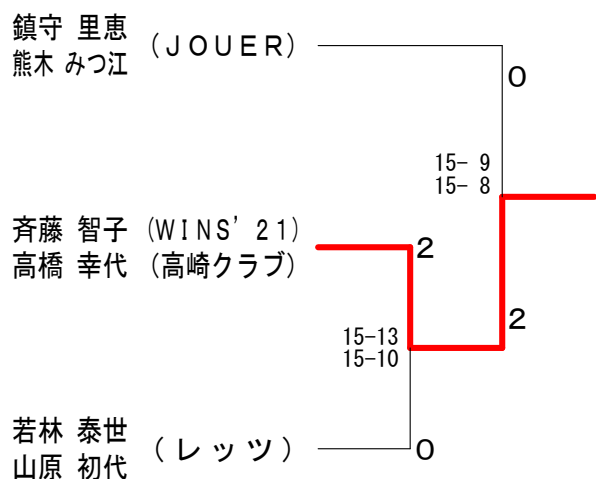 鎮守 里恵
熊木 みつ江
(JOUER)
0
15- 9
15- 8
斉藤 智子 (WINS' 21)
高橋 幸代 (高崎クラブ)
2
2
15-13
15-10
若林 泰世
山原 初代
(レッツ)
0